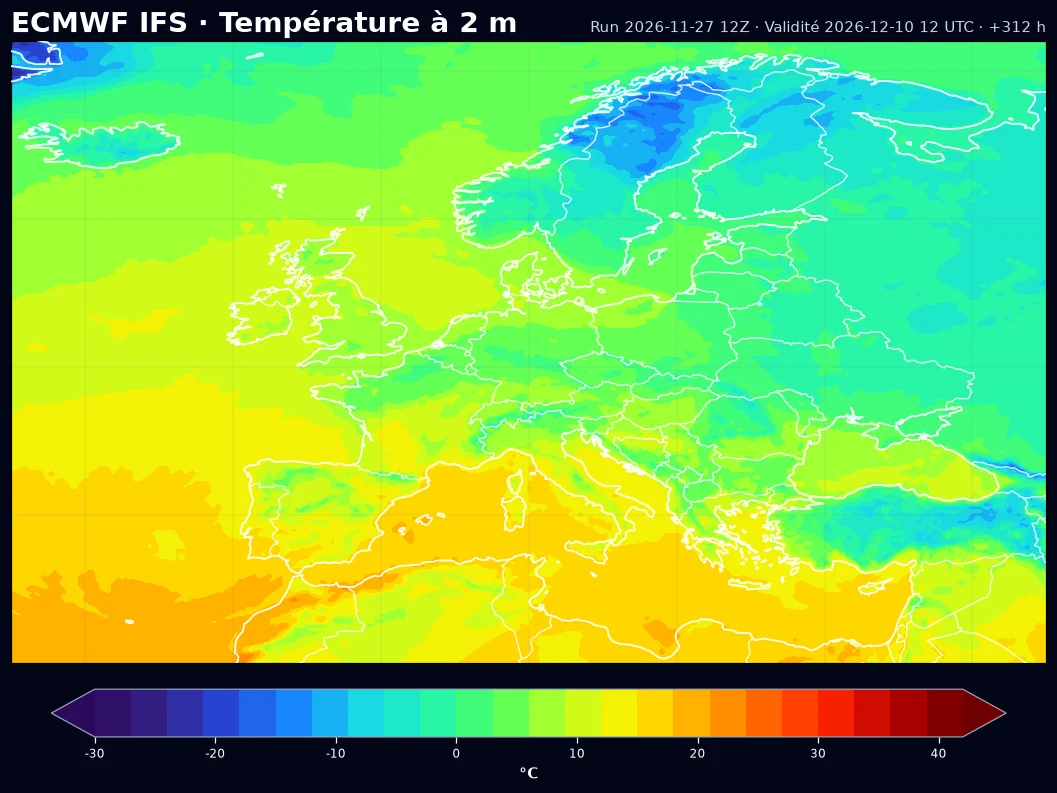 ECMWF IFS · Température à 2 m
Run 2026-11-27 12Z · Validité 2026-12-10 12 UTC · +312 h
-30 -20 -10 0 10 20 30 40
°C